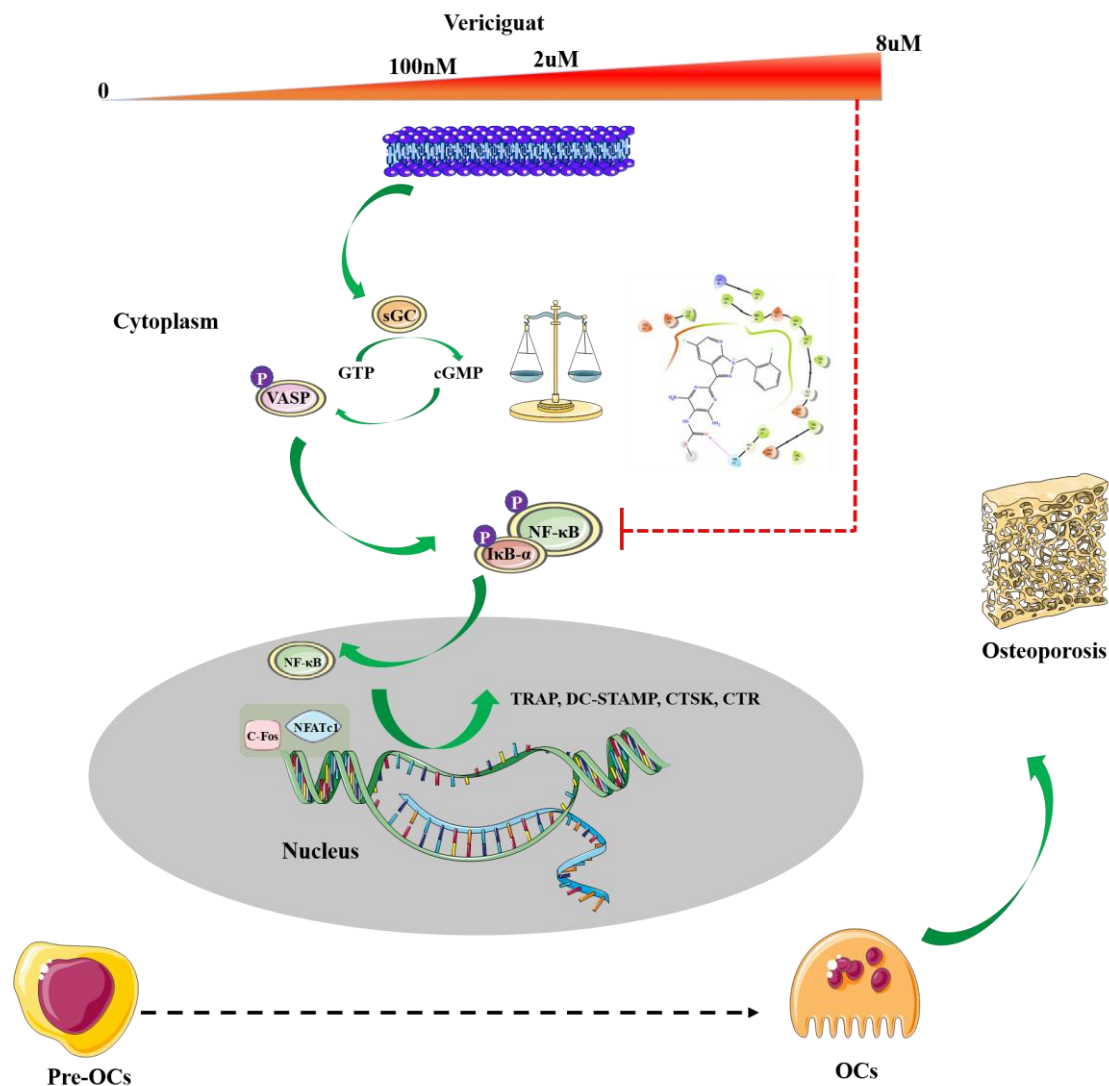 Vericiguat
0
100nM
2uM
8uM
Cytoplasm
sGC
GTP
cGMP
P
VASP
P
NF-κB
P
IκB-α
NF-κB
TRAP, DC-STAMP, CTSK, CTR
C-Fos
NFATc1
Nucleus
Osteoporosis
Pre-OCs
OCs